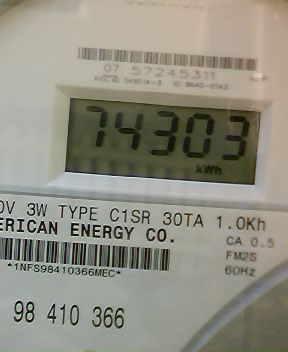 07 57245311
74303
kWh
0V 3W TYPE C1SR 30TA 1.0Kh
ERICAN ENERGY CO.
CA 0.5
*1NFS98410366MEC*
FM2S
60Hz
98 410 366